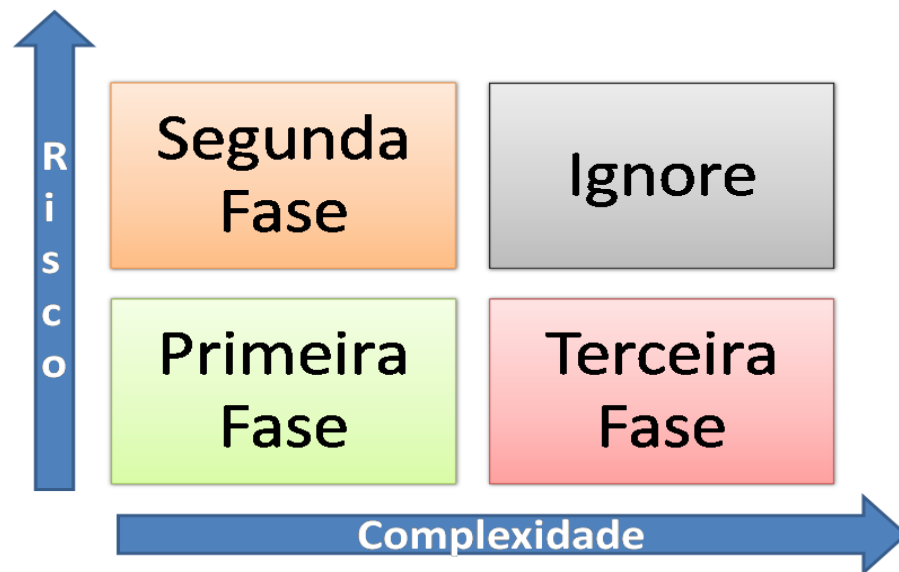 Risco
Segunda
Fase
Ignore
Primeira
Fase
Terceira
Fase
Complexidade